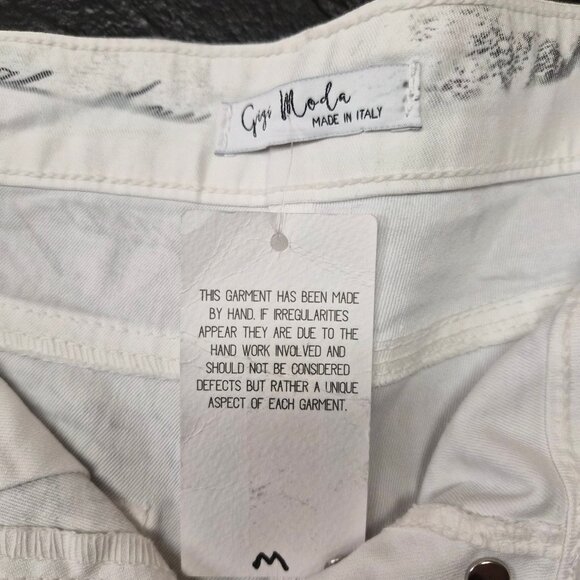 Gigi Moda
MADE IN ITALY
THIS GARMENT HAS BEEN MADE
BY HAND. IF IRREGULARITIES
APPEAR THEY ARE DUE TO THE
HAND WORK INVOLVED AND
SHOULD NOT BE CONSIDERED
DEFECTS BUT RATHER A UNIQUE
ASPECT OF EACH GARMENT.
M